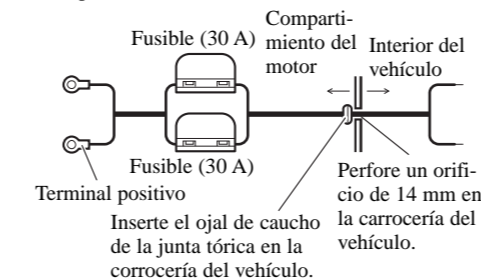 Comparti-
miento del
motor
Fusible (30 A)
Interior del
vehículo
Fusible (30 A)
Terminal positivo
Perfore un orifi-
cio de 14 mm en
la carrocería del
vehículo.
Inserte el ojal de caucho
de la junta tórica en la
corrocería del vehículo.